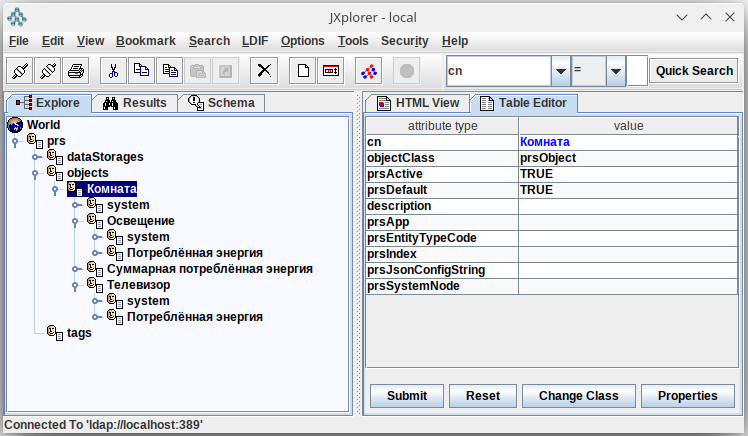 JXplorer - local
File Edit View Bookmark Search LDIF Options Tools Security Help
cn = Quick Search
Explore Results Schema
HTML View Table Editor
World
prs
dataStorages
objects
Комната
system
Освещение
system
Потреблённая энергия
Суммарная потреблённая энергия
Телевизор
system
Потреблённая энергия
tags
attribute type value
cn Комната
objectClass prsObject
prsActive TRUE
prsDefault TRUE
description
prsApp
prsEntityTypeCode
prsIndex
prsJsonConfigString
prsSystemNode
Submit Reset Change Class Properties
Connected To 'ldap://localhost:389'